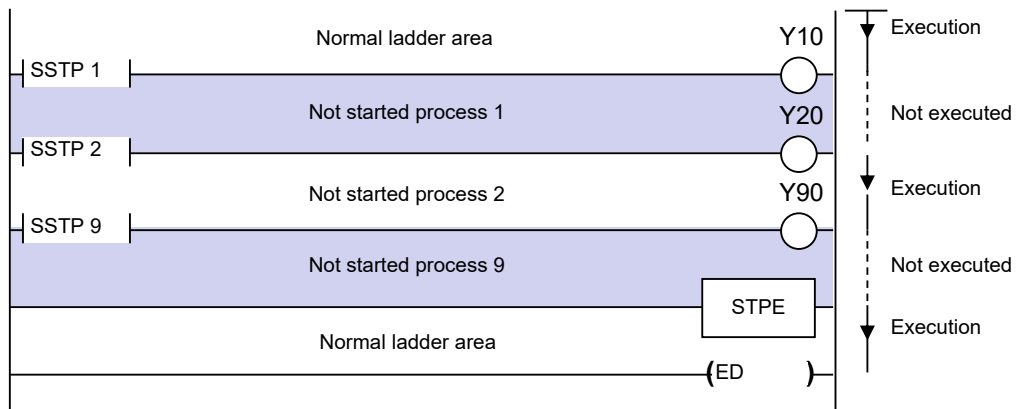 Normal ladder area
Y10
Execution
SSTP 1
Not started process 1
Y20
Not executed
SSTP 2
Not started process 2
Y90
Execution
SSTP 9
Not started process 9
Not executed
STPE
Normal ladder area
Execution
(ED )